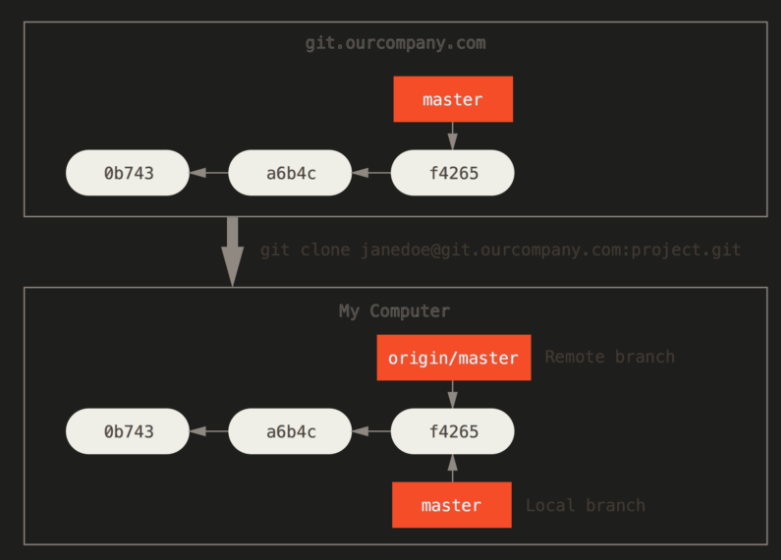 git.ourcompany.com
master
0b743 a6b4c f4265
git clone janedoe@git.ourcompany.com:project.git
My Computer
origin/master Remote branch
0b743 a6b4c f4265
master Local branch